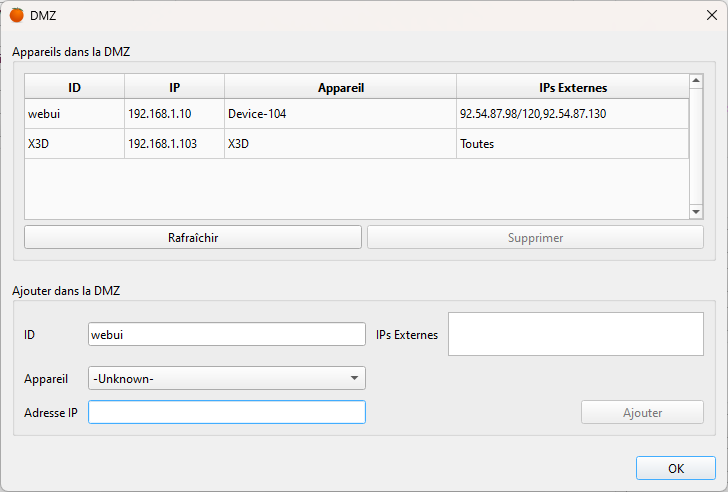 DMZ
Appareils dans la DMZ
ID IP Appareil IPs Externes
webui 192.168.1.10 Device-104 92.54.87.98/120,92.54.87.130
X3D 192.168.1.103 X3D Toutes
Rafraîchir Supprimer
Ajouter dans la DMZ
ID webui IPs Externes
Appareil -Unknown-
Adresse IP Ajouter
OK